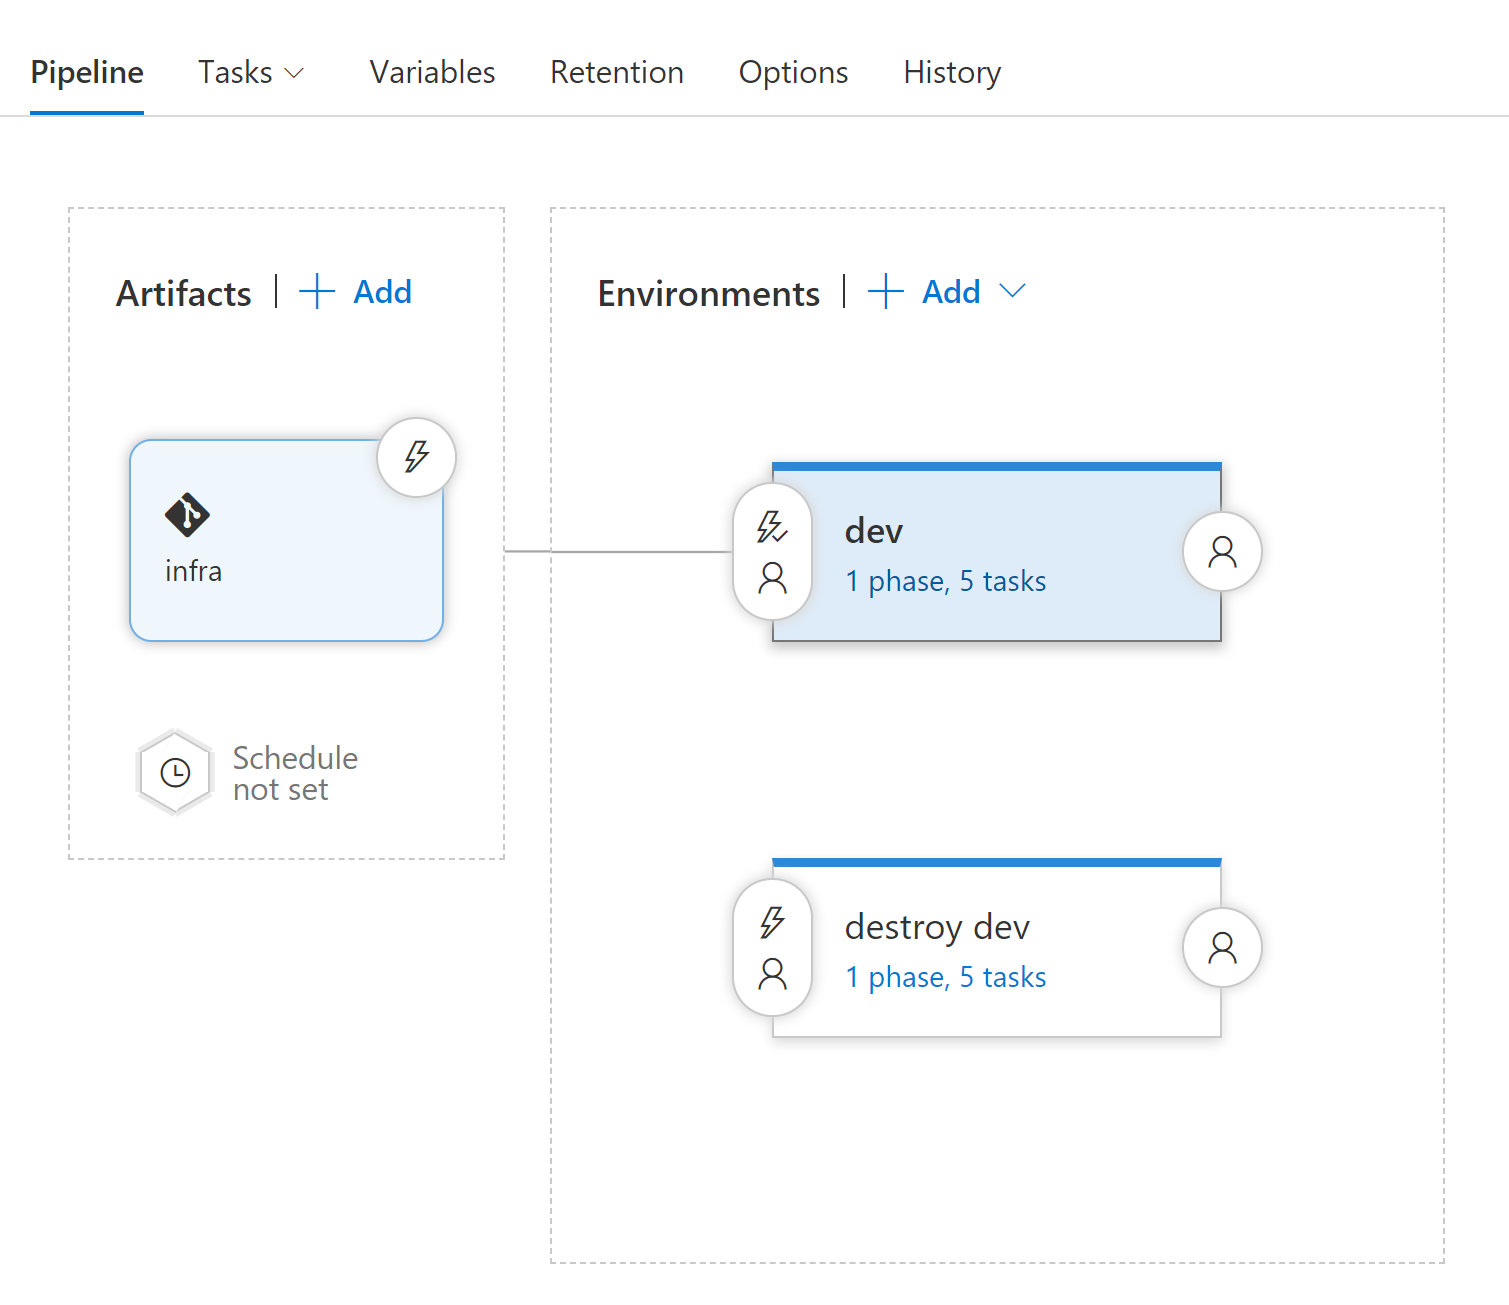 Pipeline Tasks Variables Retention Options History
Artifacts | + Add
infra
Schedule
not set
Environments | + Add
dev
1 phase, 5 tasks
destroy dev
1 phase, 5 tasks